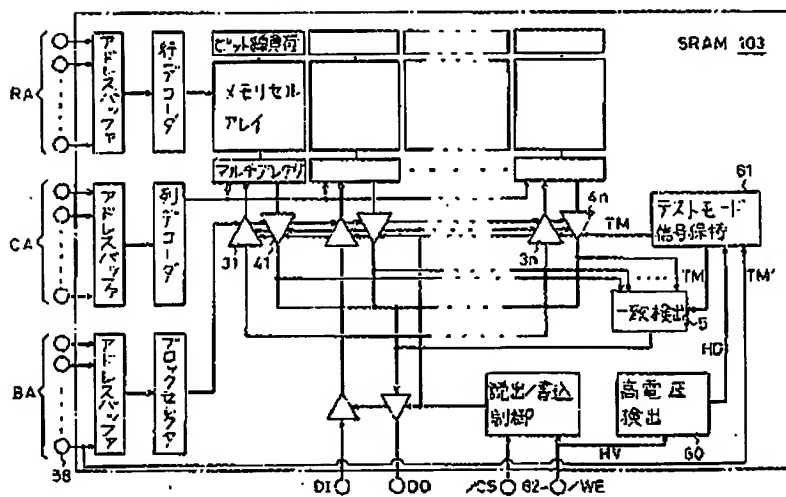 SRAM 103
RA
アドレスバッファ
行デコーダ
ビット線負荷
メモリセル
アレイ
マルチプレクサ
CA
アドレスバッファ
列デコーダ
31
41
3n
4n
TM
61
テストモード
信号保持
TM
TM'
一致検出
5
HD
BA
アドレスバッファ
ブロックセレクタ
読出/書込
制御
高電圧
検出
60
HV
38
DI
DO
/CS
62
/WE